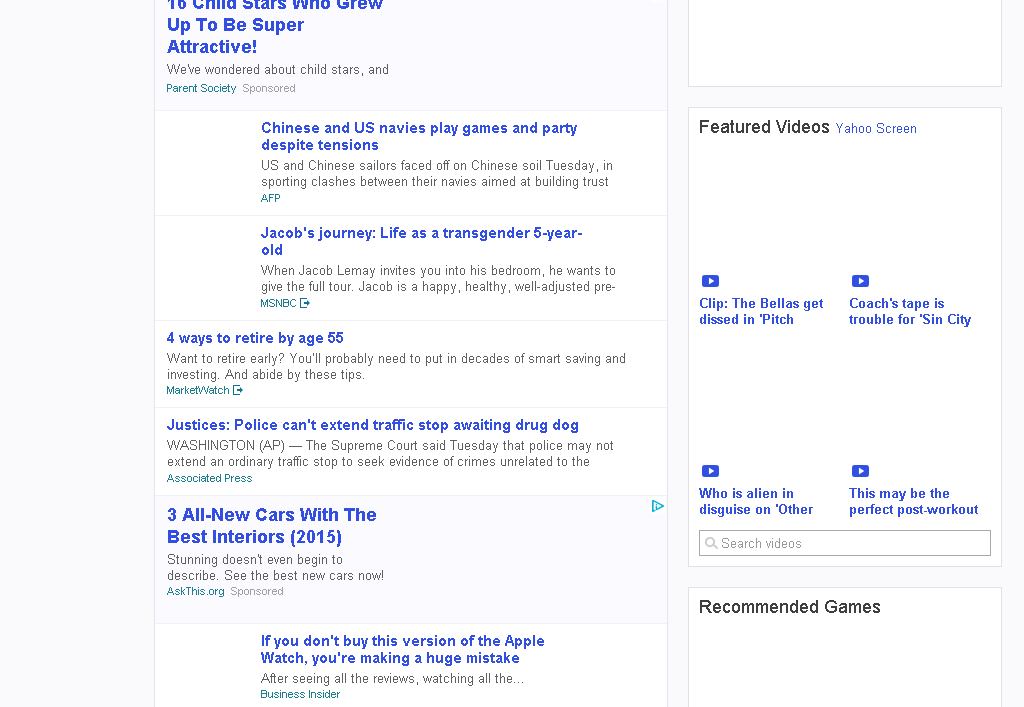 16 Child Stars Who Grew
Up To Be Super
Attractive!
We've wondered about child stars, and
Parent Society Sponsored
Chinese and US navies play games and party
despite tensions
US and Chinese sailors faced off on Chinese soil Tuesday, in
sporting clashes between their navies aimed at building trust
AFP
Jacob's journey: Life as a transgender 5-year-
old
When Jacob Lemay invites you into his bedroom, he wants to
give the full tour. Jacob is a happy, healthy, well-adjusted pre-
MSNBC
4 ways to retire by age 55
Want to retire early? You'll probably need to put in decades of smart saving and
investing. And abide by these tips.
MarketWatch
Justices: Police can't extend traffic stop awaiting drug dog
WASHINGTON (AP) — The Supreme Court said Tuesday that police may not
extend an ordinary traffic stop to seek evidence of crimes unrelated to the
Associated Press
3 All-New Cars With The
Best Interiors (2015)
Stunning doesn't even begin to
describe. See the best new cars now!
AskThis.org Sponsored
If you don't buy this version of the Apple
Watch, you're making a huge mistake
After seeing all the reviews, watching all the...
Business Insider
Featured Videos Yahoo Screen
Clip: The Bellas get
dissed in 'Pitch
Coach's tape is
trouble for 'Sin City
Who is alien in
disguise on 'Other
This may be the
perfect post-workout
Search videos
Recommended Games